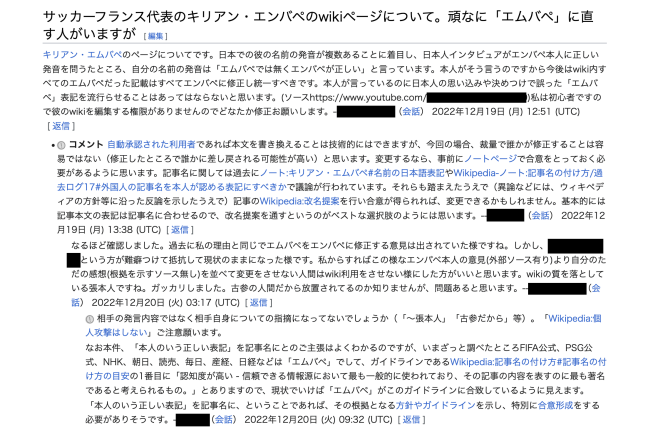 サッカーフランス代表のキリアン・エンバペのwikiページについて。頑なに「エムバペ」に直
す人がいますが [編集]
キリアン・エムバペのページについてです。日本での彼の名前の発音が複数あることに着目し、日本人インタビュアがエンバペ本人に正しい
発音を問うたところ、自分の名前の発音は「エムバペでは無くエンバペが正しい」と言っています。本人がそう言うのですから今後はwiki内す
べてのエムバペだった記載はすべてエンバペに修正し統一すべきです。本人が言っているのに日本人の思い込みや決めつけで誤った「エムバ
ペ」表記を流行らせることはあってはならないと思います。(ソースhttps://www.youtube.com/ )私は初心者ですの
で彼のwikiを編集する権限がありませんのでどなたか修正お願いします。-- （会話） 2022年12月19日 (月) 12:51 (UTC)
[返信]
コメント 自動承認された利用者であれば本文を書き換えることは技術的にはできますが、今回の場合、裁量で誰かが修正することは容
易ではない（修正したところで誰かに差し戻される可能性が高い）と思います。変更するなら、事前にノートページで合意をとっておく必
要があるように思います。記事名に関しては過去にノート:キリアン・エムバペ#名前の日本語表記やWikipedia‐ノート:記事名の付け方/過
去ログ17#外国人の記事名を本人が認める表記にすべきかで議論が行われています。それらも踏まえたうえで（異論などには、ウィキペデ
ィアの方針等に沿った反論を示したうえで）記事のWikipedia:改名提案を行い合意が得られれば、変更できるかもしれません。基本的には
記事本文の表記は記事名に合わせるので、改名提案を通すというのがベストな選択肢のようには思います。-- （会話） 2022年12
月19日 (月) 13:38 (UTC) [返信]
なるほど確認しました。過去に私の理由と同じでエムバペをエンバペに修正する意見は出されていた様ですね。しかし、
という方が難癖つけて抵抗して現状のままになった様です。私からすればこの様なエンバペ本人の意見(外部ソース有り)より自分のた
だの感想(根拠を示すソース無し)を並べて変更をさせない人間はwiki利用をさせない様にした方がいいと思います。wikiの質を落として
いる張本人ですね。ガッカリしました。古参の人間だから放置されてるのか知りませんが、問題あると思います。-- （会
話） 2022年12月20日 (火) 03:17 (UTC) [返信]
相手の発言内容ではなく相手自身についての指摘になってないでしょうか（「〜張本人」「古参だから」等）。「Wikipedia:個
人攻撃はしない」ご注意願います。
なお本件、「本人のいう正しい表記」を記事名にとのご主張はよくわかるのですが、いまざっと調べたところFIFA公式、PSG公
式、NHK、朝日、読売、毎日、産経、日経などは「エムバペ」でして、ガイドラインであるWikipedia:記事名の付け方#記事名の付
け方の目安の1番目に「認知度が高い - 信頼できる情報源において最も一般的に使われており、その記事の内容を表すのに最も著名
であると考えられるもの。」とありますので、現状でいけば「エムバペ」がこのガイドラインに合致しているように見えます。
「本人のいう正しい表記」を記事名に、ということであれば、その根拠となる方針やガイドラインを示し、特別に合意形成をする
必要がありそうです。-- （会話） 2022年12月20日 (火) 09:32 (UTC) [返信]